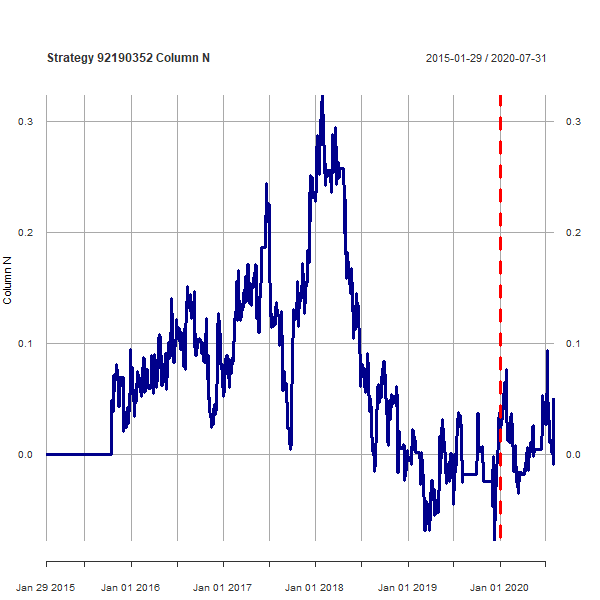 Strategy 92190352 Column N
2015-01-29 / 2020-07-31
0.3
0.3
0.2
0.2
0.1
0.1
0.0
0.0
Column N
Jan 29 2015
Jan 01 2016
Jan 01 2017
Jan 01 2018
Jan 01 2019
Jan 01 2020